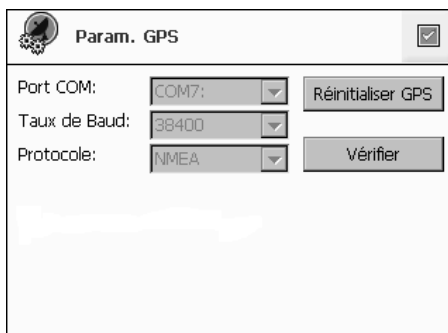 Param. GPS
Port COM: COM7: Réinitialiser GPS
Taux de Baud: 38400
Protocole: NMEA Vérifier